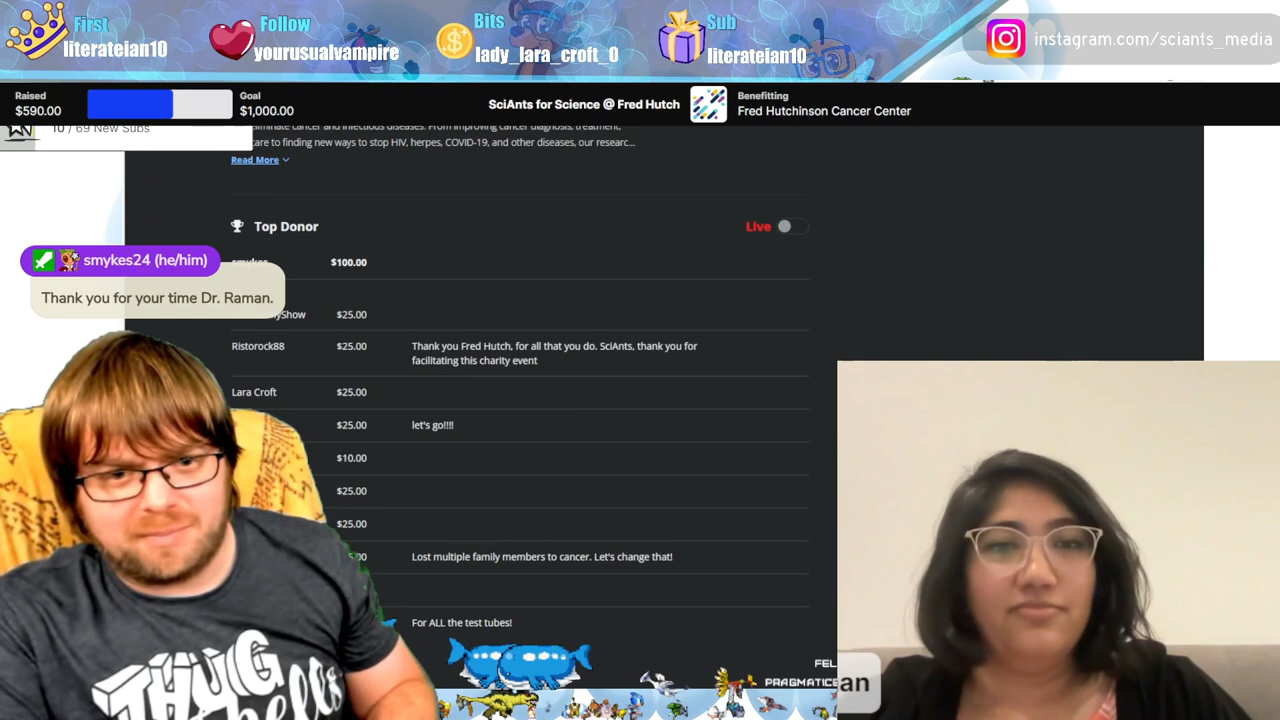 First
literateian10
Follow
yourusualvampire
Bits
lady_lara_croft_0
Sub
literateian10
instagram.com/sciants_media
Raised
$590.00
Goal
$1,000.00
SciAnts for Science @ Fred Hutch
Benefitting
Fred Hutchinson Cancer Center
10 / 69 New Subs
eliminate cancer and infectious diseases. From improving cancer diagnosis, treatment,
care to finding new ways to stop HIV, herpes, COVID-19, and other diseases, our researc...
Read More
Top Donor
Live
smykes24 (he/him)
Thank you for your time Dr. Raman.
smykes
$100.00
$25.00
Ristorock88
$25.00
Thank you Fred Hutch, for all that you do. SciAnts, thank you for
facilitating this charity event
Lara Croft
$25.00
$25.00
let's go!!!!
$10.00
$25.00
$25.00
Lost multiple family members to cancer. Let's change that!
For ALL the test tubes!
THUG
FEL
PRAGMATICE
an